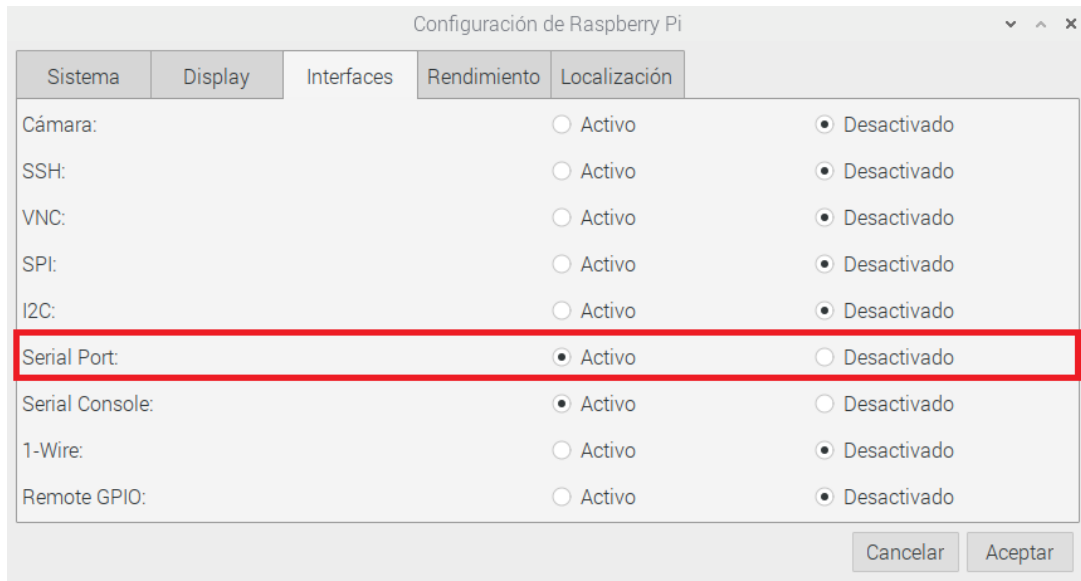 Configuración de Raspberry Pi
Sistema Display Interfaces Rendimiento Localización
Cámara: Activo Desactivado
SSH: Activo Desactivado
VNC: Activo Desactivado
SPI: Activo Desactivado
I2C: Activo Desactivado
Serial Port: Activo Desactivado
Serial Console: Activo Desactivado
1-Wire: Activo Desactivado
Remote GPIO: Activo Desactivado
Cancelar Aceptar